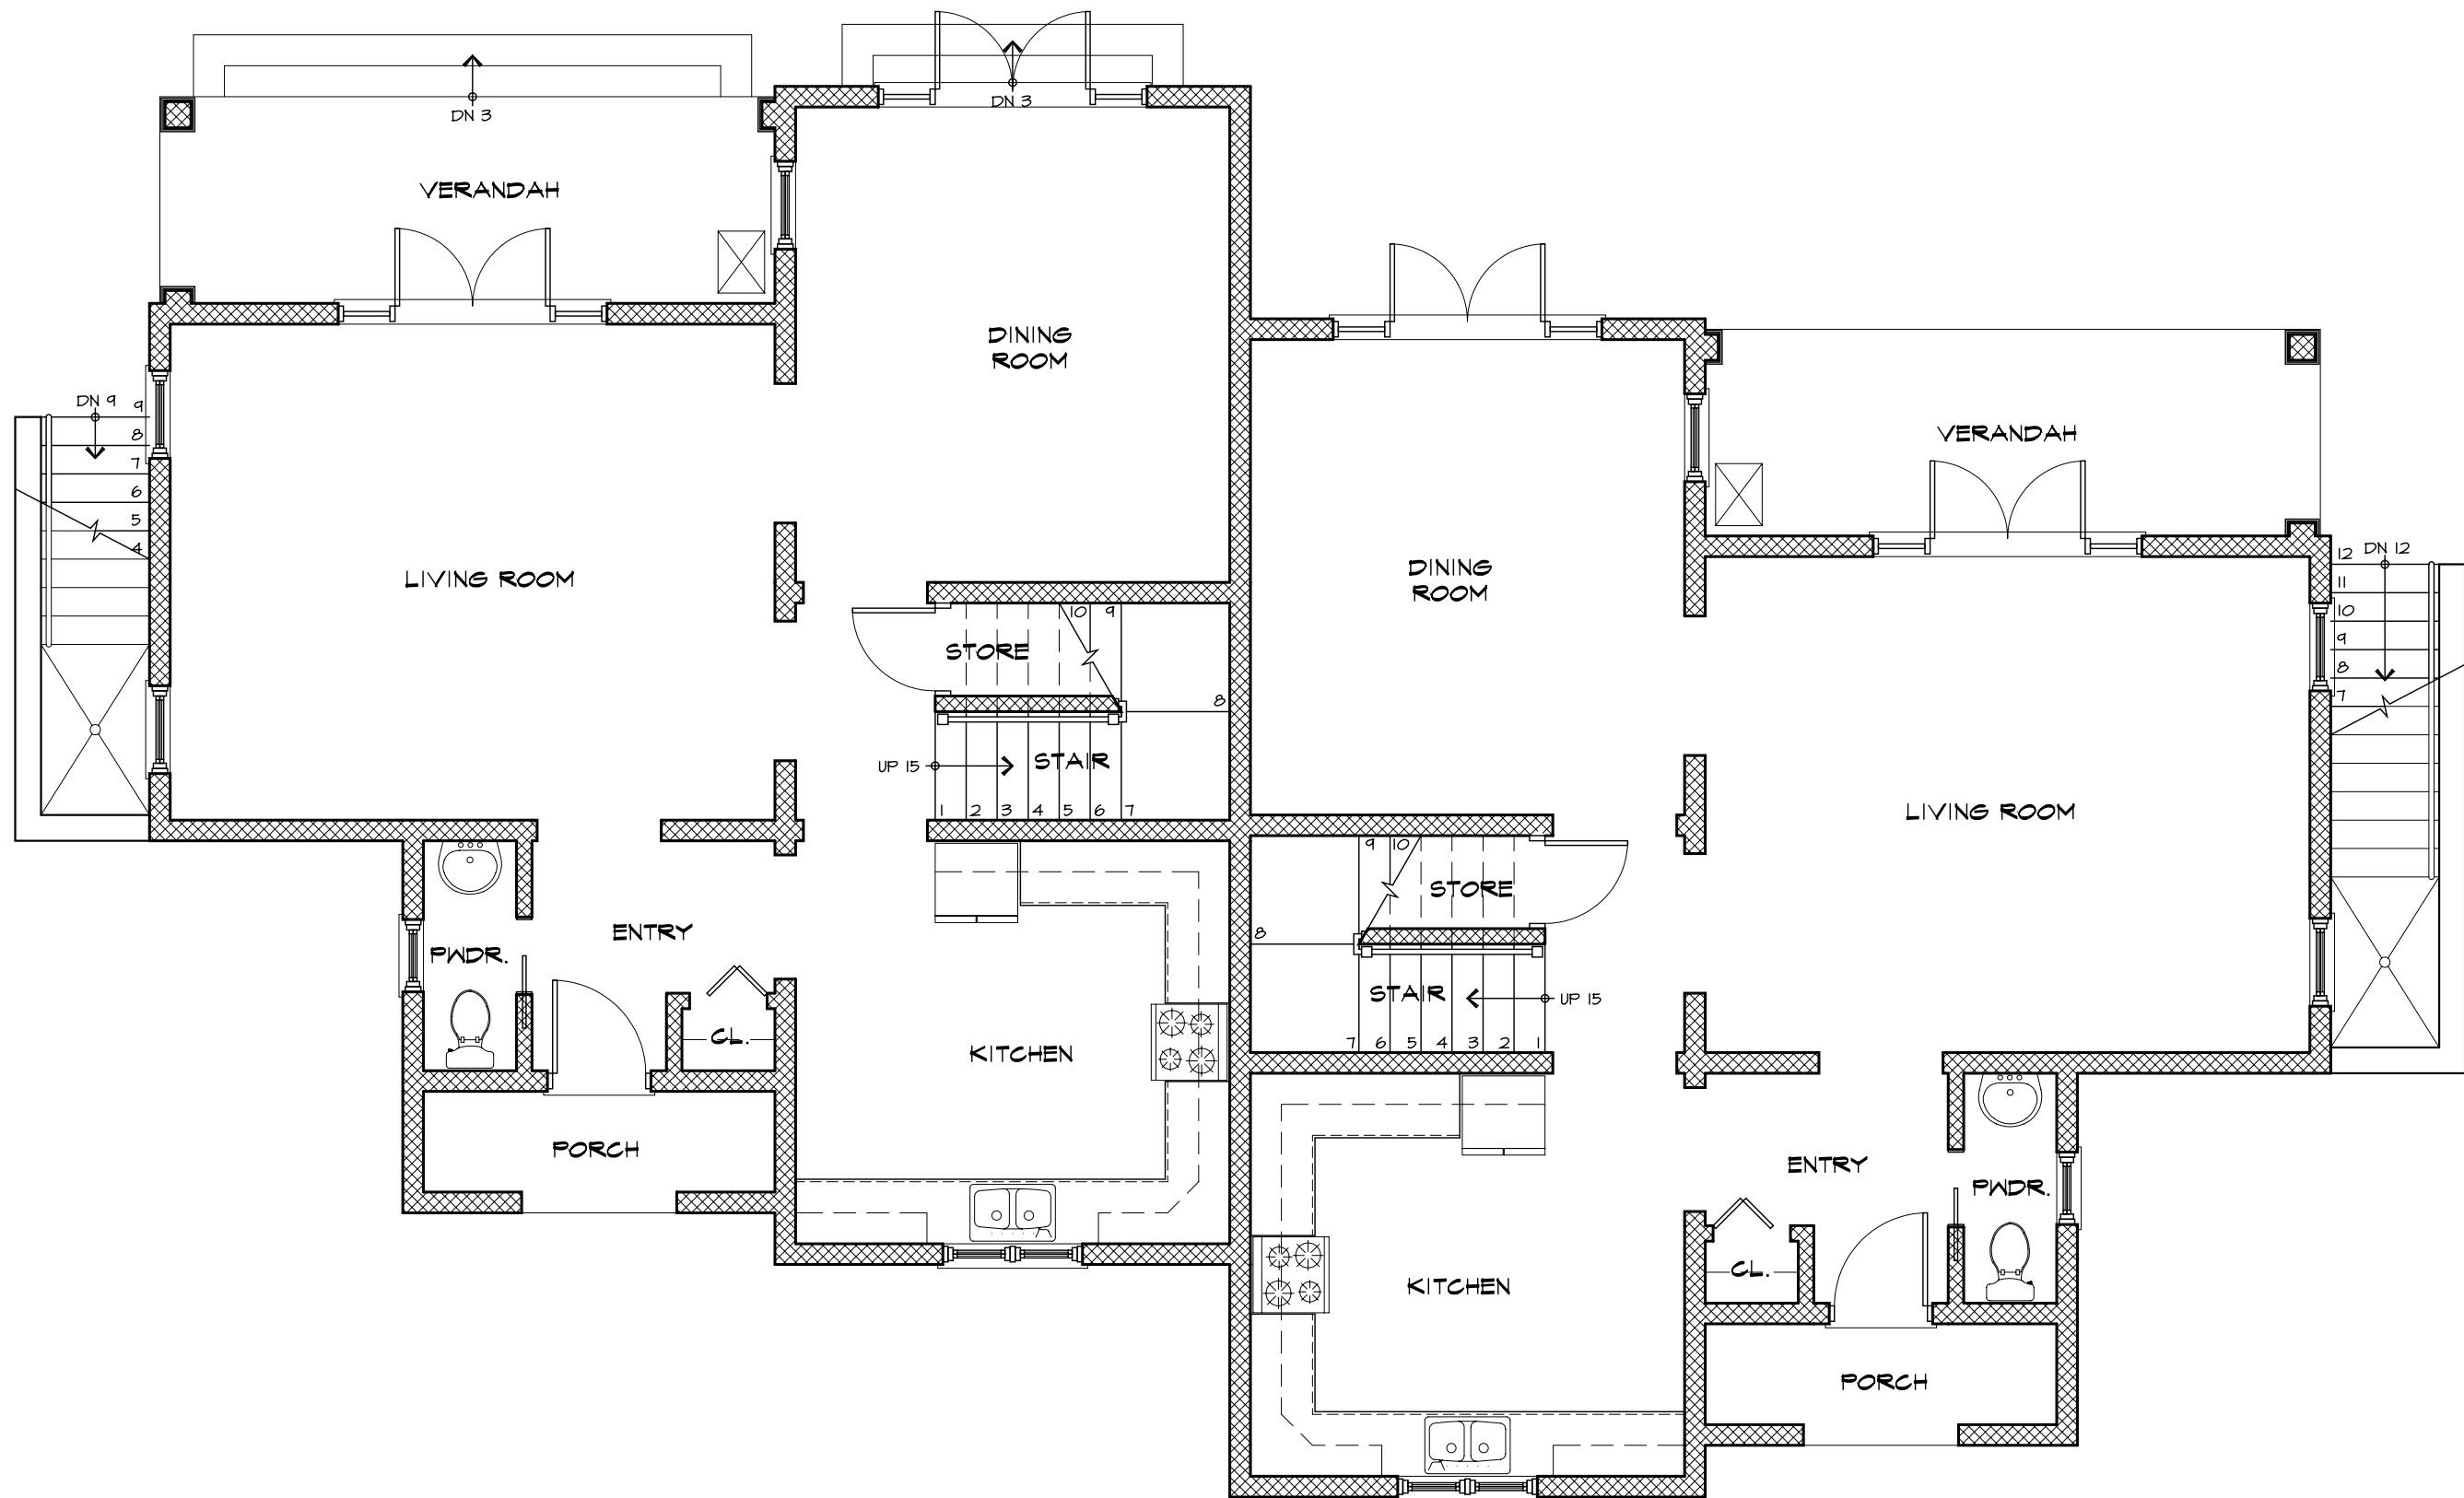 DN 3
DN 3
VERANDAH
DINING
ROOM
DN 9
9
8
7
6
5
4
LIVING ROOM
10
9
STORE
8
UP 15
STAIR
1
2
3
4
5
6
7
ENTRY
PWDR.
CL.
KITCHEN
PORCH
VERANDAH
DINING
ROOM
12
DN 12
11
10
9
8
7
LIVING ROOM
9
10
STORE
8
STAIR
UP 15
7
6
5
4
3
2
1
ENTRY
PWDR.
CL.
KITCHEN
PORCH